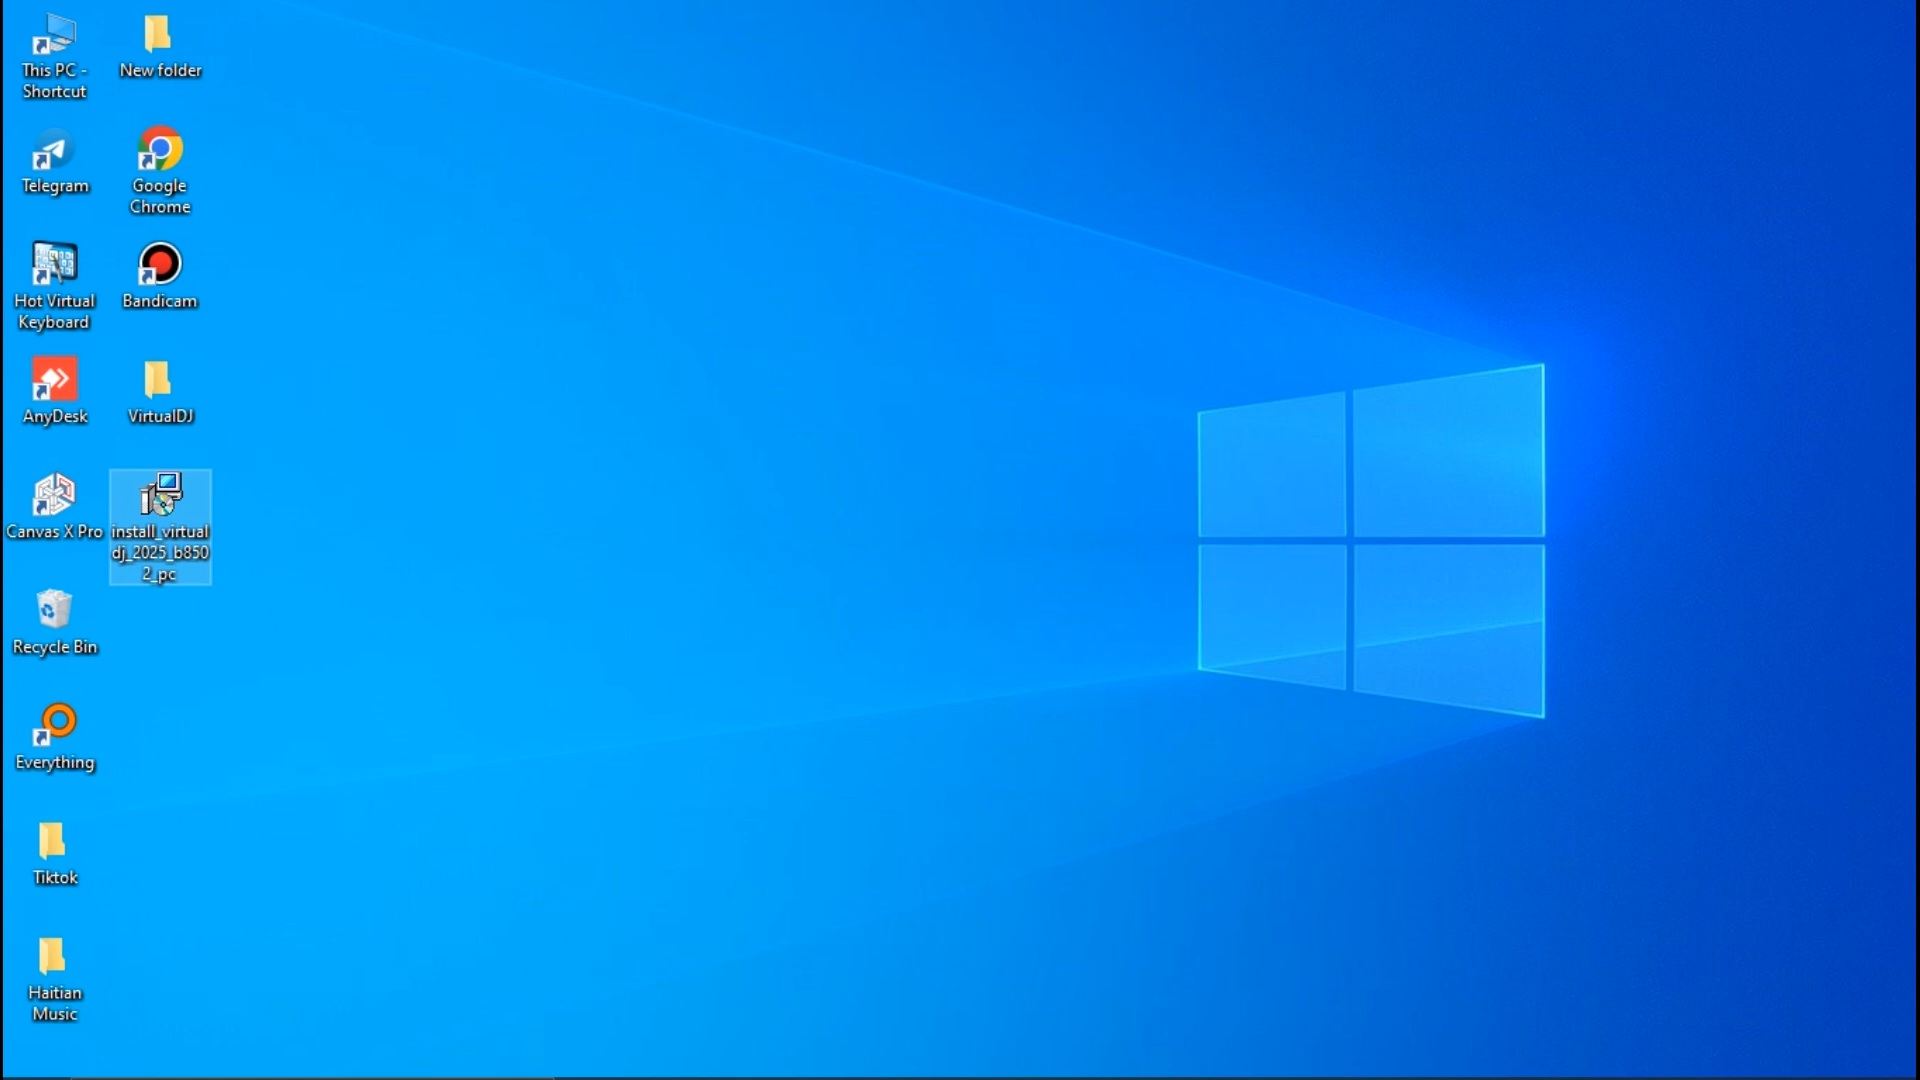 This PC -
Shortcut
New folder
Telegram
Google
Chrome
Hot Virtual
Keyboard
Bandicam
AnyDesk
VirtualDJ
Canvas X Pro
install_virtual
dj_2025_b850
2_pc
Recycle Bin
Everything
Tiktok
Haitian
Music